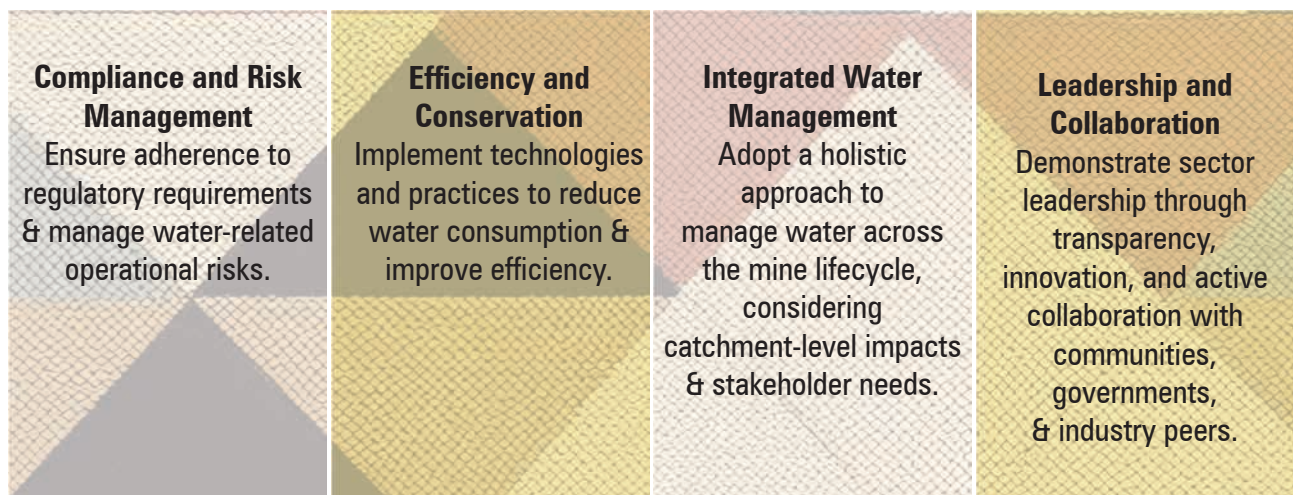 Compliance and Risk
Management
Ensure adherence to
regulatory requirements
& manage water-related
operational risks.
Efficiency and
Conservation
Implement technologies
and practices to reduce
water consumption &
improve efficiency.
Integrated Water
Management
Adopt a holistic
approach to
manage water across
the mine lifecycle,
considering
catchment-level impacts
& stakeholder needs.
Leadership and
Collaboration
Demonstrate sector
leadership through
transparency,
innovation, and active
collaboration with
communities,
governments,
& industry peers.